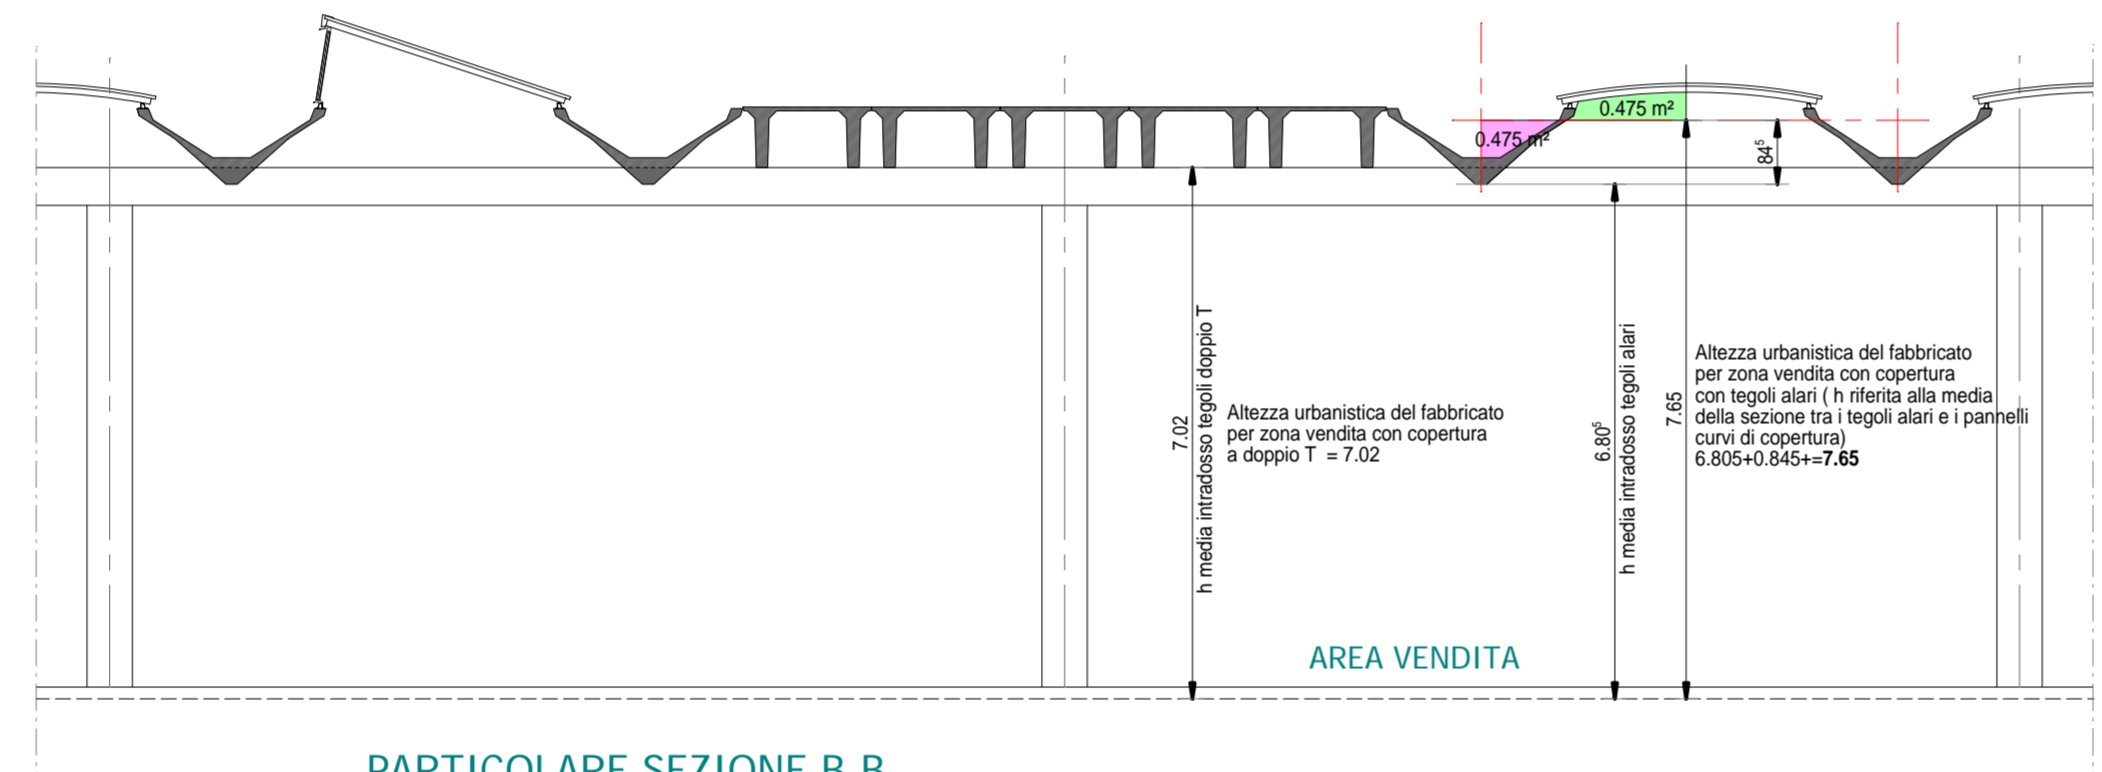 0.475 m²
0.475 m²
84⁵
7.02
h media intradosso tegoli doppio T
Altezza urbanistica del fabbricato
per zona vendita con copertura
a doppio T = 7.02
6.80⁵
h media intradosso tegoli alari
7.65
Altezza urbanistica del fabbricato
per zona vendita con copertura
con tegoli alari ( h riferita alla media
della sezione tra i tegoli alari e i pannelli
curvi di copertura)
6.805+0.845+=7.65
AREA VENDITA
PARTICOLARE SEZIONE B-B